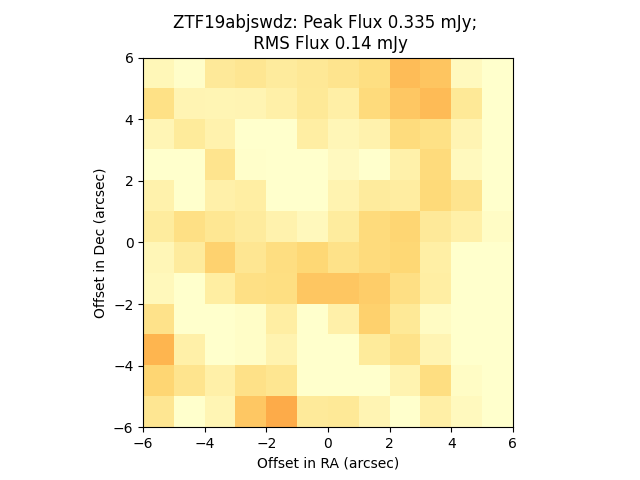 ZTF19abjswdz: Peak Flux 0.335 mJy;
RMS Flux 0.14 mJy
6
4
2
0
−2
−4
−6
Offset in Dec (arcsec)
−6 −4 −2 0 2 4 6
Offset in RA (arcsec)